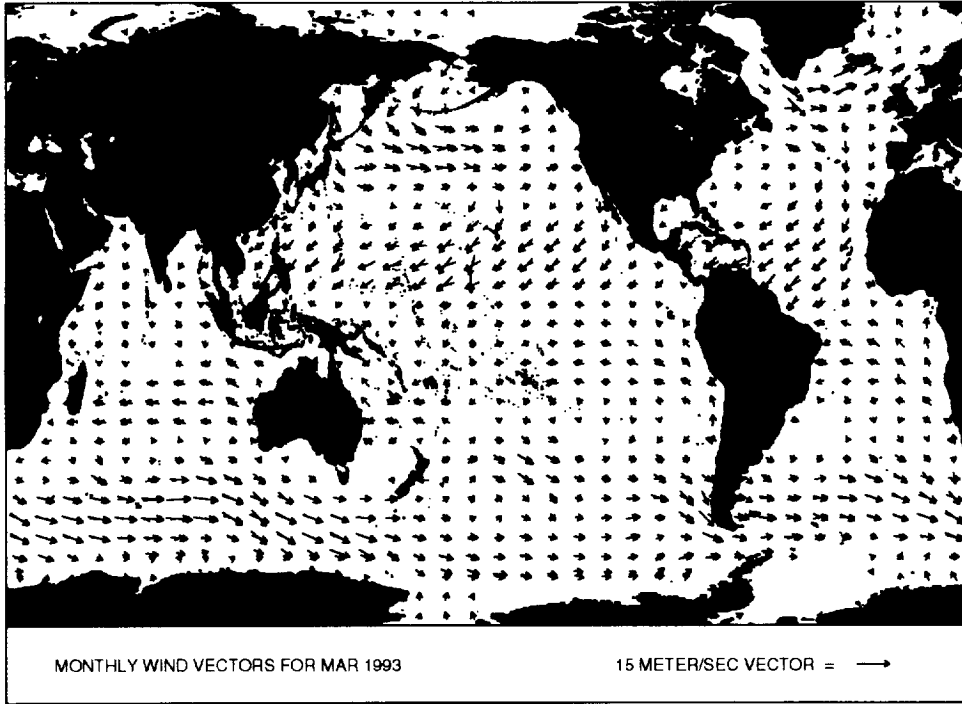 MONTHLY WIND VECTORS FOR MAR 1993
15 METER/SEC VECTOR =